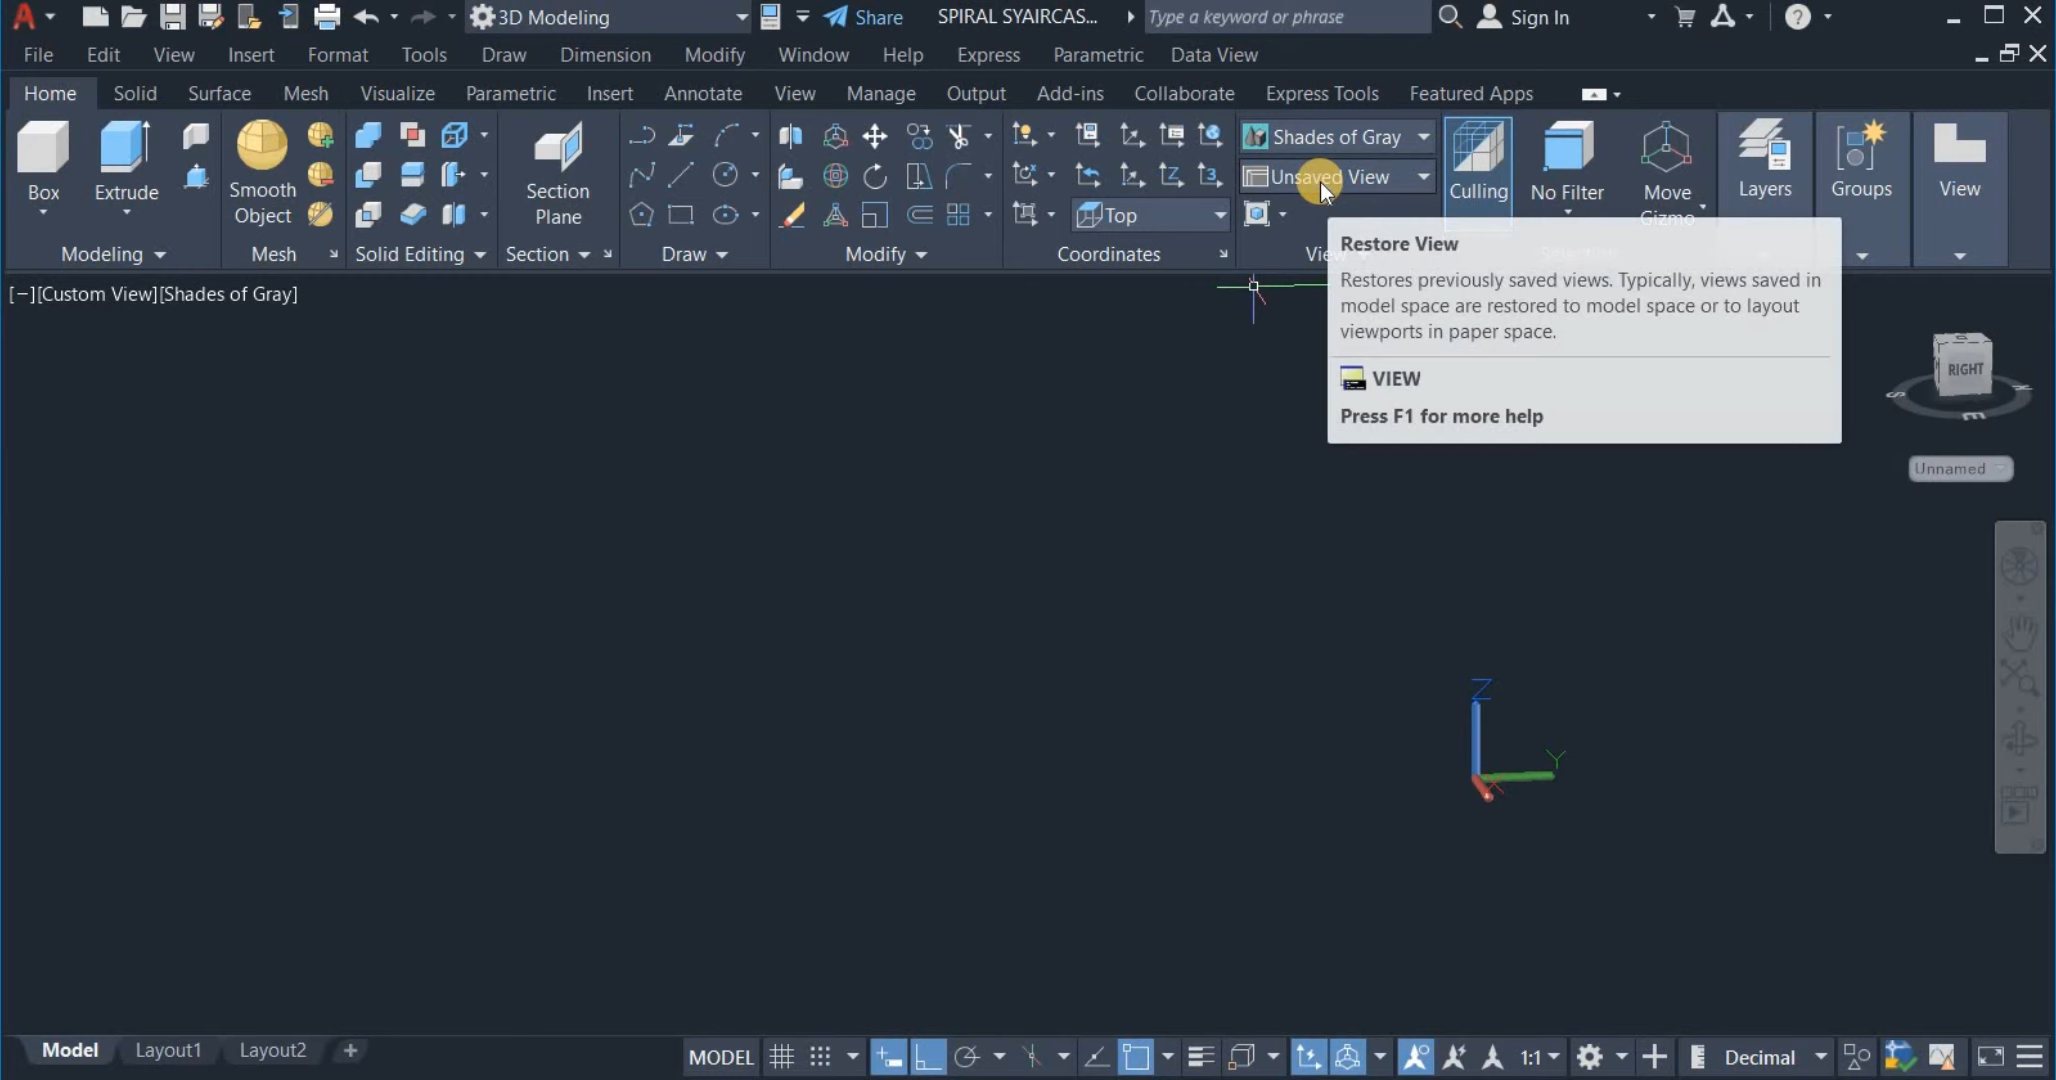 3D Modeling
Share
SPIRAL SYAIRCAS...
Type a keyword or phrase
Sign In
File Edit View Insert Format Tools Draw Dimension Modify Window Help Express Parametric Data View
Home Solid Surface Mesh Visualize Parametric Insert Annotate View Manage Output Add-ins Collaborate Express Tools Featured Apps
Box
Extrude
Smooth
Object
Section
Plane
Shades of Gray
Unsaved View
Top
Culling
No Filter
Move
Gizmo
Layers
Groups
View
Modeling
Mesh
Solid Editing
Section
Draw
Modify
Coordinates
View
[−][Custom View][Shades of Gray]
Restore View
Restores previously saved views. Typically, views saved in
model space are restored to model space or to layout
viewports in paper space.
VIEW
Press F1 for more help
RIGHT
S
E
N
Unnamed
Z
Y
X
Model Layout1 Layout2
MODEL
1:1
Decimal